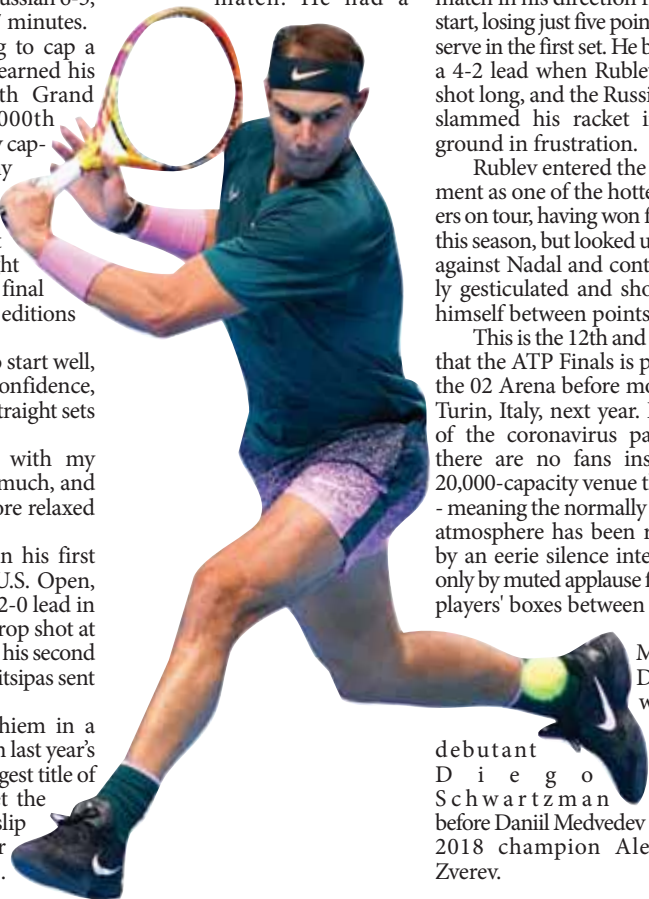 ussian 6-3,
minutes.
g to cap a
earned his
th Grand
000th
cap-
y
ht
final
editions
start well,
onfidence,
traight sets
with my
much, and
ore relaxed
n his first
U.S. Open,
2-0 lead in
rop shot at
his second
itsipas sent
hiem in a
n last year's
gest title of
et the
slip
r
match. He had a
match in his direction
start, losing just five poin
serve in the first set. He b
a 4-2 lead when Ruble
shot long, and the Russi
slammed his racket i
ground in frustration.
Rublev entered the
ment as one of the hotte
ers on tour, having won f
this season, but looked u
against Nadal and cont
ly gesticulated and sho
himself between points
This is the 12th and
that the ATP Finals is p
the 02 Arena before mo
Turin, Italy, next year.
of the coronavirus pa
there are no fans ins
20,000-capacity venue t
- meaning the normally
atmosphere has been r
by an eerie silence inte
only by muted applause f
players' boxes between
M
D
w
debutant
Diego
Schwartzman
before Daniil Medvedev
2018 champion Ale
Zverev.